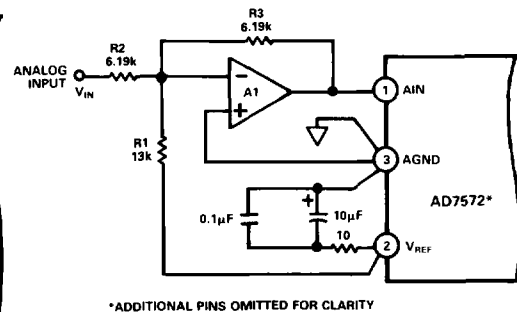 R3
6.19k
R2
6.19k
ANALOG
INPUT
VIN
R1
13k
A1
−
+
1
AIN
3
AGND
AD7572*
0.1µF
+
10µF
10
2
VREF
*ADDITIONAL PINS OMITTED FOR CLARITY